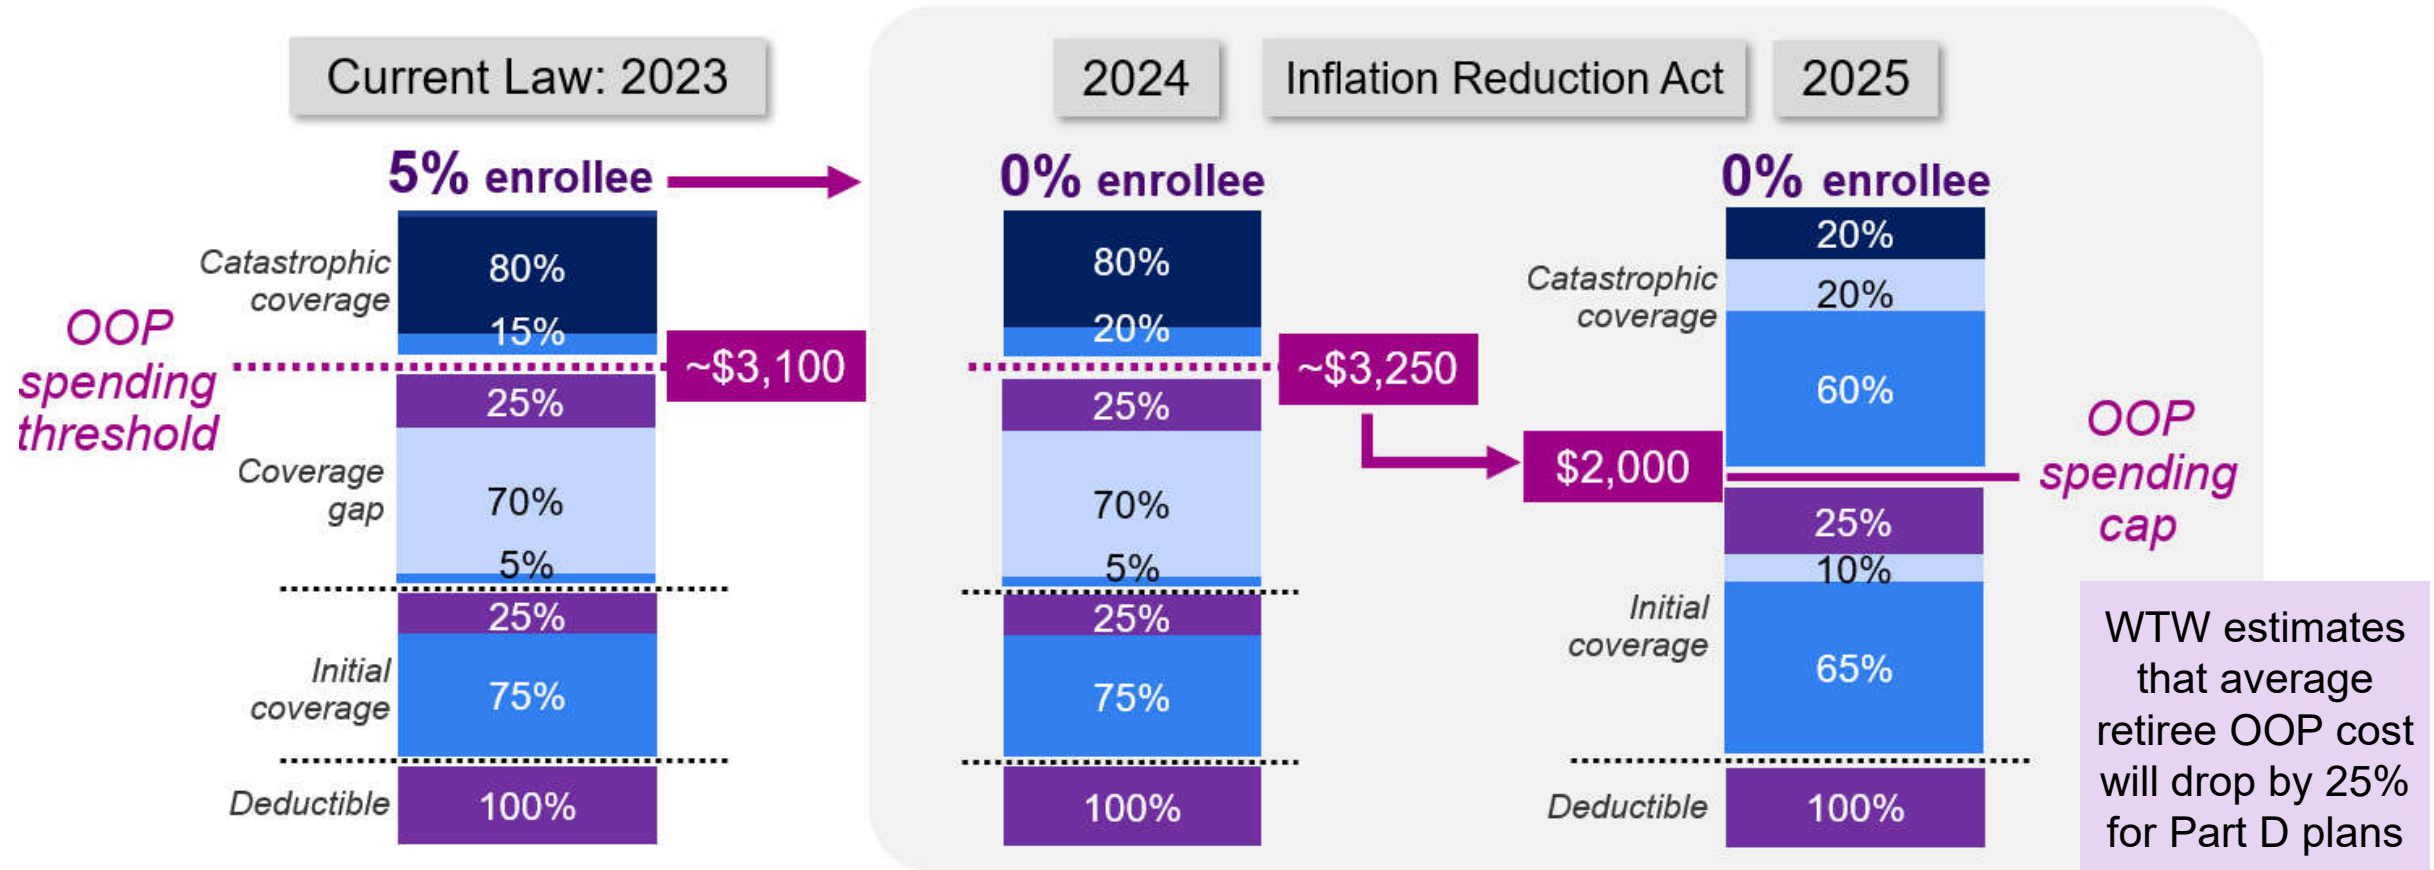 Current Law: 2023
2024
Inflation Reduction Act
2025
5% enrollee
0% enrollee
0% enrollee
Catastrophic
coverage
80%
15%
OOP
spending
threshold
~$3,100
Coverage
gap
25%
70%
5%
Initial
coverage
25%
75%
Deductible
100%
80%
20%
~$3,250
25%
70%
5%
25%
75%
100%
Catastrophic
coverage
20%
20%
60%
$2,000
OOP
spending
cap
Initial
coverage
25%
10%
65%
Deductible
100%
WTW estimates
that average
retiree OOP cost
will drop by 25%
for Part D plans